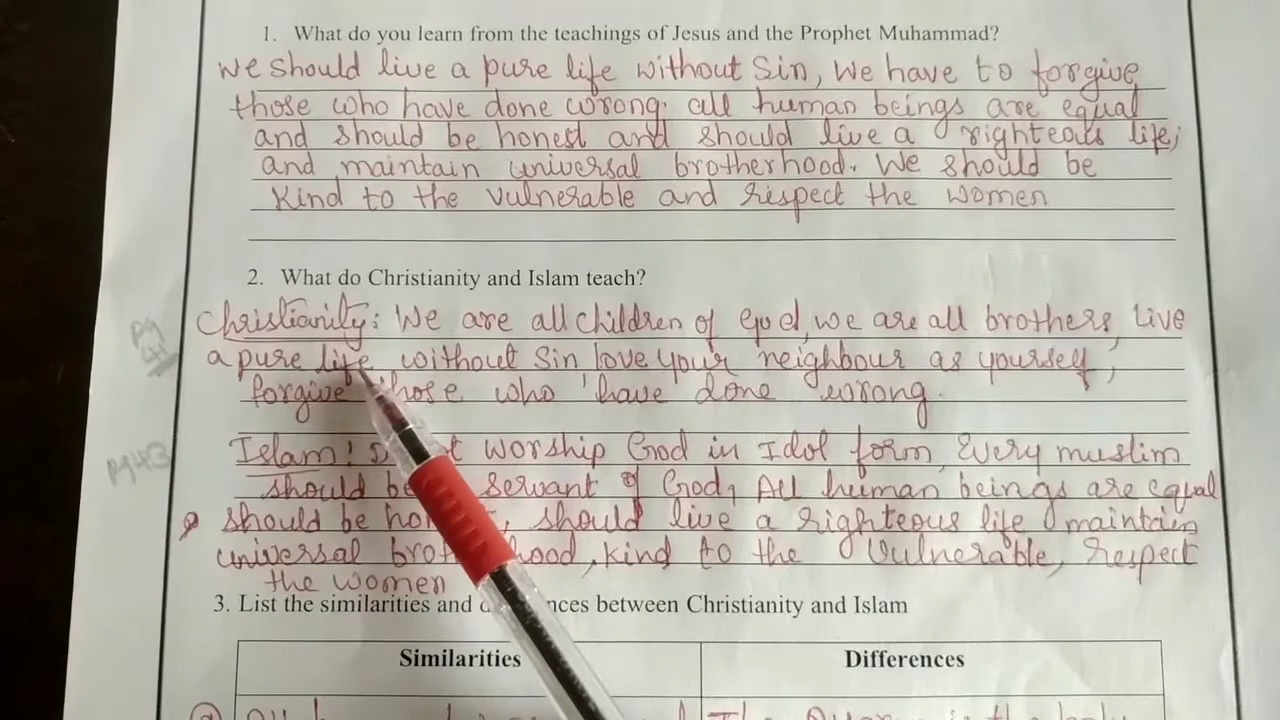 1. What do you learn from the teachings of Jesus and the Prophet Muhammad?
We should live a pure life without Sin, We have to forgive
those who have done wrong. all human beings are equal
and should be honest and should live a righteous life,
and maintain universal brotherhood. We should be
Kind to the vulnerable and respect the women
2. What do Christianity and Islam teach?
Christianity: We are all children of God, we are all brothers, Live
a pure life without Sin love your neighbour as yourself,
forgive those who have done wrong.
Pg
Islam: worship God in Idol form, Every muslim
Pg 43
should be servant of God, All human beings are equal
should be should live a righteous life maintain
universal hood, kind to the Vulnerable, respect
the women
3. List the similarities and between Christianity and Islam
Similarities Differences